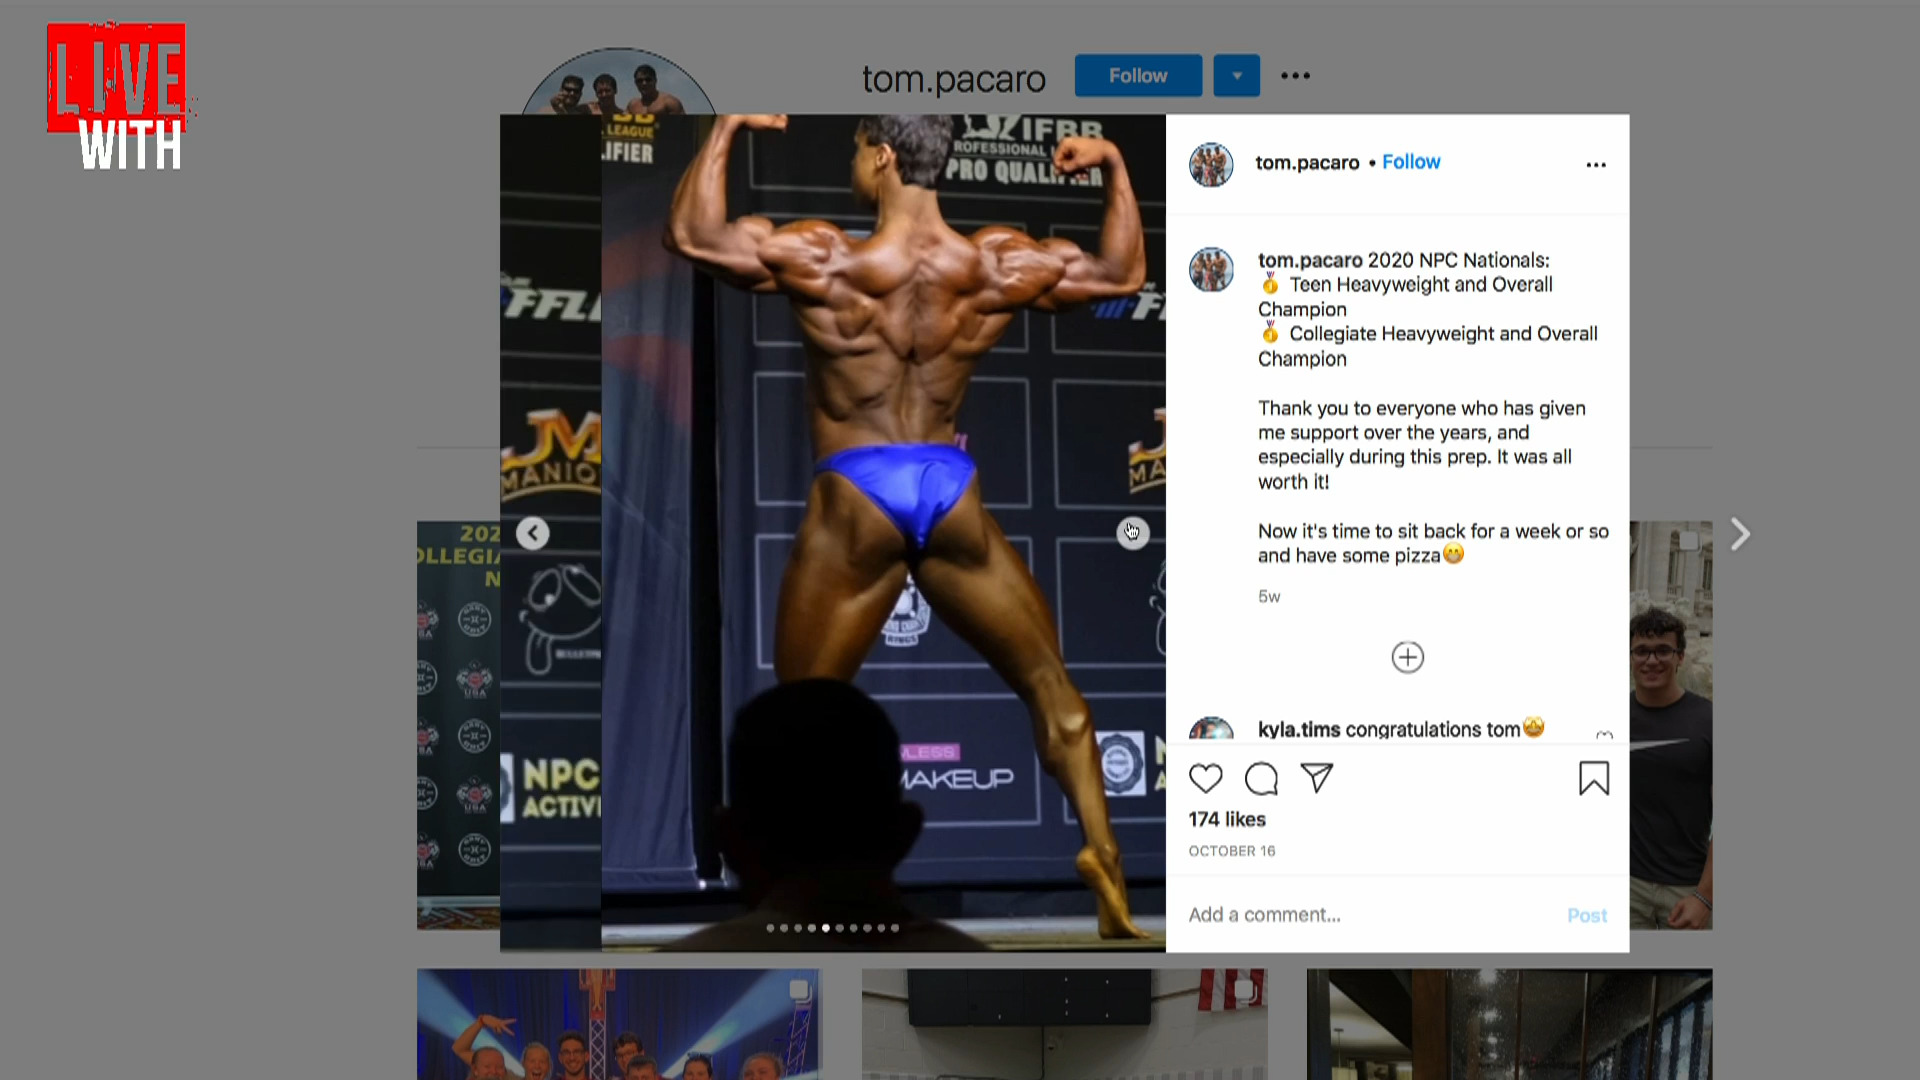 LIVE
WITH
tom.pacaro
Follow
LEAGUE
IFBB
PROFESSIONAL
PRO QUALIFIER
tom.pacaro • Follow
tom.pacaro 2020 NPC Nationals:
🏅 Teen Heavyweight and Overall
Champion
🏅 Collegiate Heavyweight and Overall
Champion
Thank you to everyone who has given
me support over the years, and
especially during this prep. It was all
worth it!
Now it's time to sit back for a week or so
and have some pizza😁
5w
kyla.tims congratulations tom🤩
174 likes
OCTOBER 16
Add a comment...
Post
NPC
MAKEUP